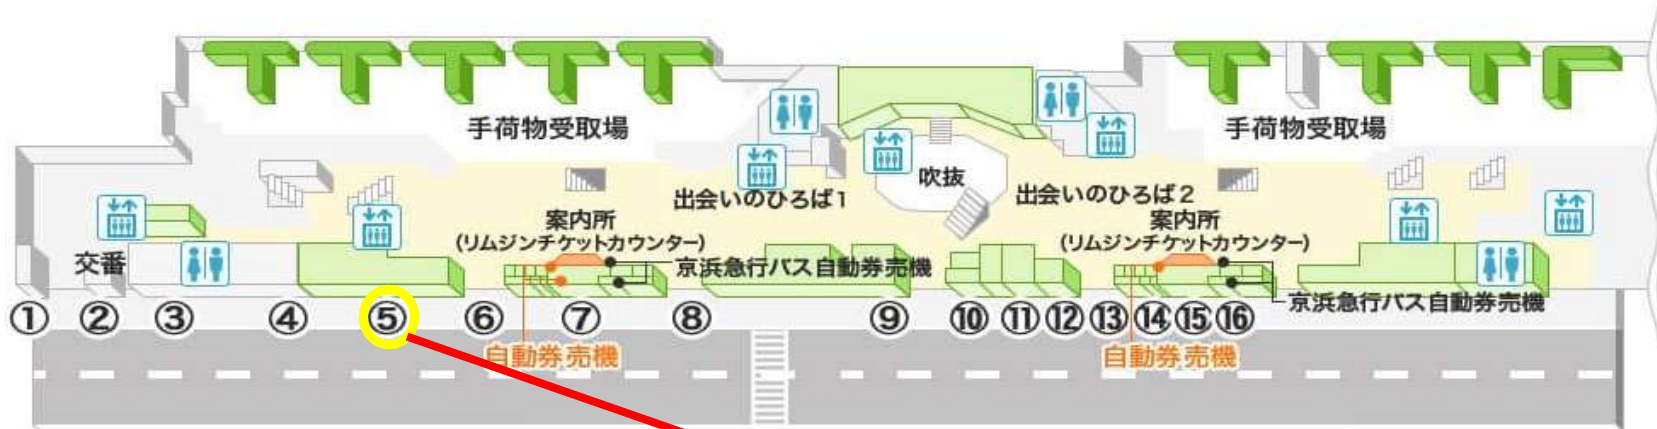 手荷物受取場
手荷物受取場
吹抜
出会いのひろば1
出会いのひろば2
案内所
(リムジンチケットカウンター)
案内所
(リムジンチケットカウンター)
交番
京浜急行バス自動券売機
京浜急行バス自動券売機
① ② ③ ④ ⑤ ⑥ ⑦ ⑧ ⑨ ⑩ ⑪ ⑫ ⑬ ⑭ ⑮ ⑯
自動券売機
自動券売機